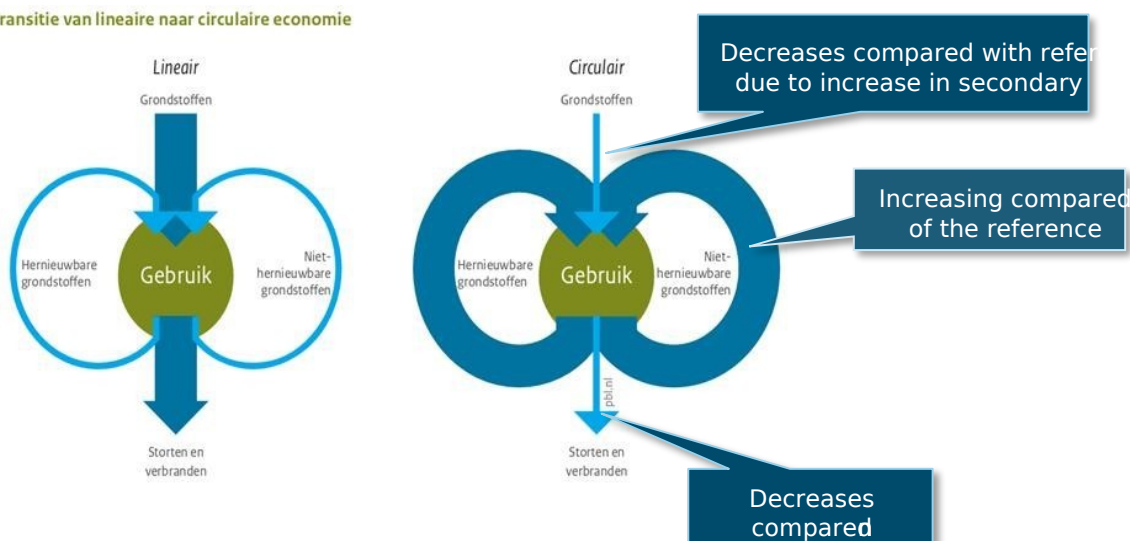 ransitie van lineaire naar circulaire economie
Lineair
Grondstoffen
Hernieuwbare
grondstoffen
Gebruik
Niet-
hernieuwbare
grondstoffen
Storten en
verbranden
Circulair
Grondstoffen
Hernieuwbare
grondstoffen
Gebruik
Niet-
hernieuwbare
grondstoffen
pbl.nl
Storten en
verbranden
Decreases compared with refer
due to increase in secondary
Increasing compared
of the reference
Decreases
compared